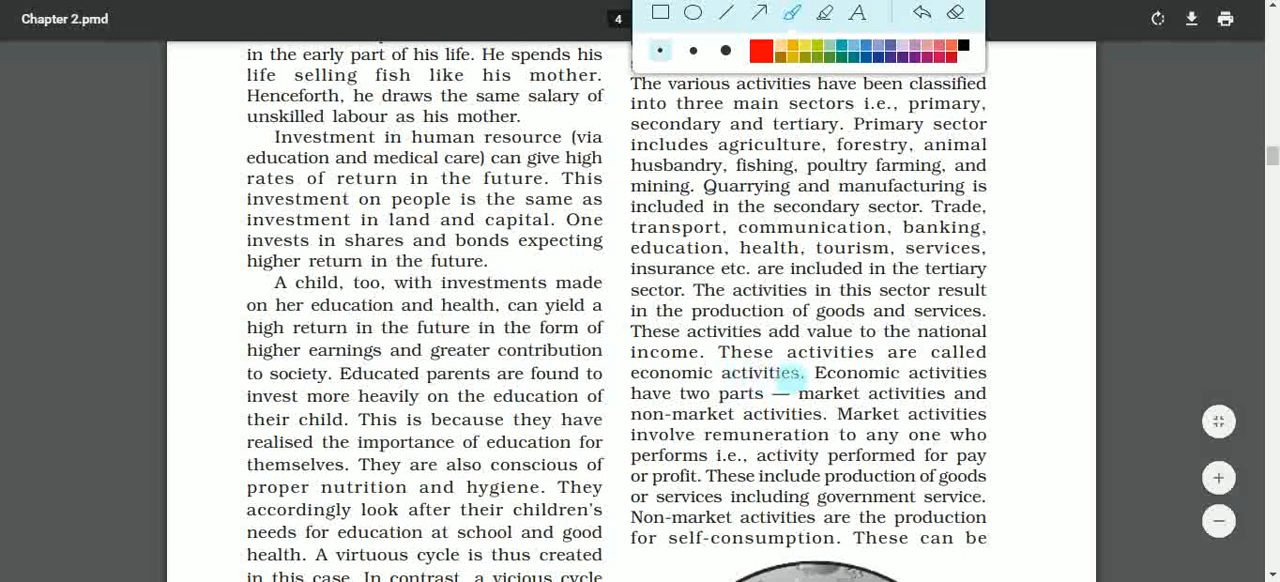 Chapter 2.pmd
4
A
in the early part of his life. He spends his
life selling fish like his mother.
Henceforth, he draws the same salary of
unskilled labour as his mother.
Investment in human resource (via
education and medical care) can give high
rates of return in the future. This
investment on people is the same as
investment in land and capital. One
invests in shares and bonds expecting
higher return in the future.
A child, too, with investments made
on her education and health, can yield a
high return in the future in the form of
higher earnings and greater contribution
to society. Educated parents are found to
invest more heavily on the education of
their child. This is because they have
realised the importance of education for
themselves. They are also conscious of
proper nutrition and hygiene. They
accordingly look after their children's
needs for education at school and good
health. A virtuous cycle is thus created
in this case. In contrast, a vicious cycle
The various activities have been classified
into three main sectors i.e., primary,
secondary and tertiary. Primary sector
includes agriculture, forestry, animal
husbandry, fishing, poultry farming, and
mining. Quarrying and manufacturing is
included in the secondary sector. Trade,
transport, communication, banking,
education, health, tourism, services,
insurance etc. are included in the tertiary
sector. The activities in this sector result
in the production of goods and services.
These activities add value to the national
income. These activities are called
economic activities. Economic activities
have two parts — market activities and
non-market activities. Market activities
involve remuneration to any one who
performs i.e., activity performed for pay
or profit. These include production of goods
or services including government service.
Non-market activities are the production
for self-consumption. These can be